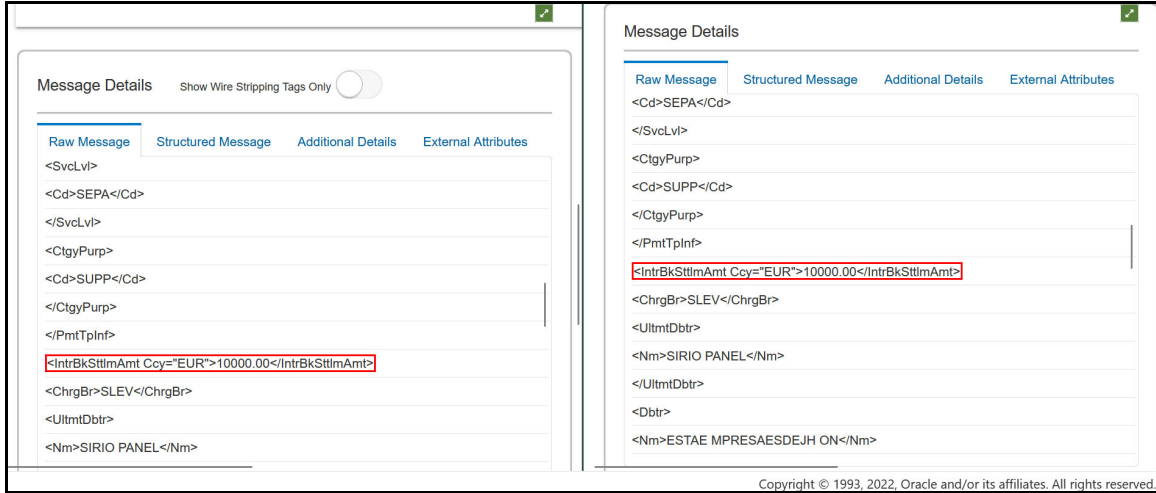 Message Details
Show Wire Stripping Tags Only
Raw Message
Structured Message
Additional Details
External Attributes
<SvcLvl>
<Cd>SEPA</Cd>
</SvcLvl>
<CtgyPurp>
<Cd>SUPP</Cd>
</CtgyPurp>
</PmtTpInf>
<IntrBkSttlmAmt Ccy="EUR">10000.00</IntrBkSttlmAmt>
<ChrgBr>SLEV</ChrgBr>
<UltmtDbtr>
<Nm>SIRIO PANEL</Nm>
Message Details
Raw Message
Structured Message
Additional Details
External Attributes
<Cd>SEPA</Cd>
</SvcLvl>
<CtgyPurp>
<Cd>SUPP</Cd>
</CtgyPurp>
</PmtTpInf>
<IntrBkSttlmAmt Ccy="EUR">10000.00</IntrBkSttlmAmt>
<ChrgBr>SLEV</ChrgBr>
<UltmtDbtr>
<Nm>SIRIO PANEL</Nm>
</UltmtDbtr>
<Dbtr>
<Nm>ESTAE MPRESAESDEJH ON</Nm>
Copyright © 1993, 2022, Oracle and/or its affiliates. All rights reserved.